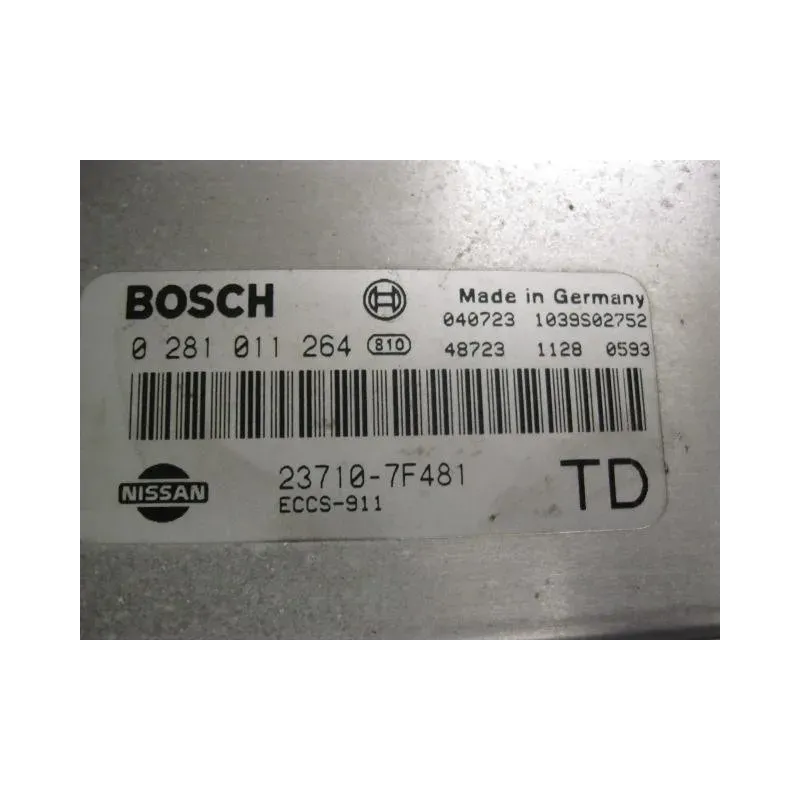 BOSCH
Made in Germany
040723 1039S02752
0 281 011 264 810
48723 1128 0593
NISSAN
23710-7F481
ECCS-911
TD